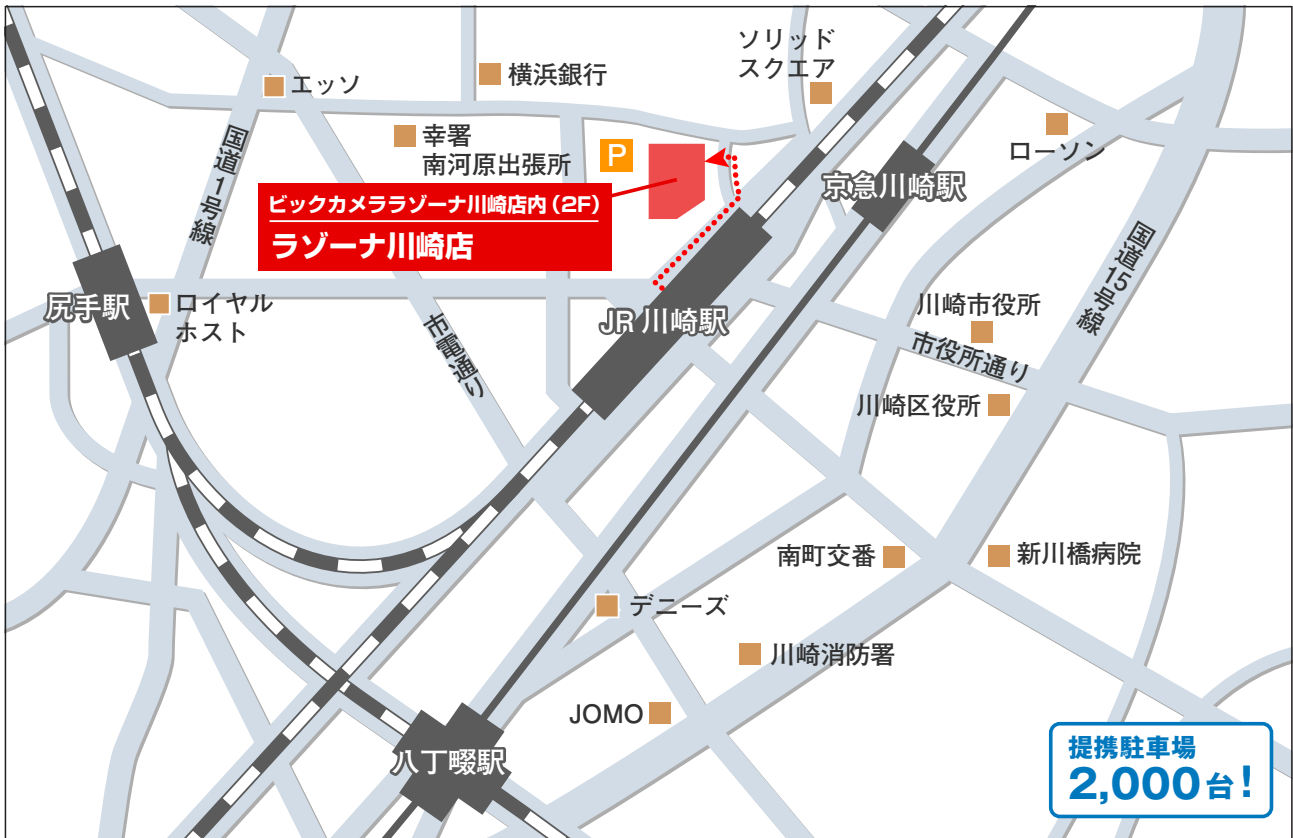 ソリッド
スクエア
エッソ
横浜銀行
国道1号線
幸署
南河原出張所
P
ローソン
京急川崎駅
ビックカメララゾーナ川崎店内（2F）
ラゾーナ川崎店
国道15号線
尻手駅
ロイヤル
ホスト
市電通り
JR 川崎駅
川崎市役所
市役所通り
川崎区役所
南町交番
新川橋病院
デニーズ
川崎消防署
JOMO
八丁畷駅
提携駐車場
2,000台!